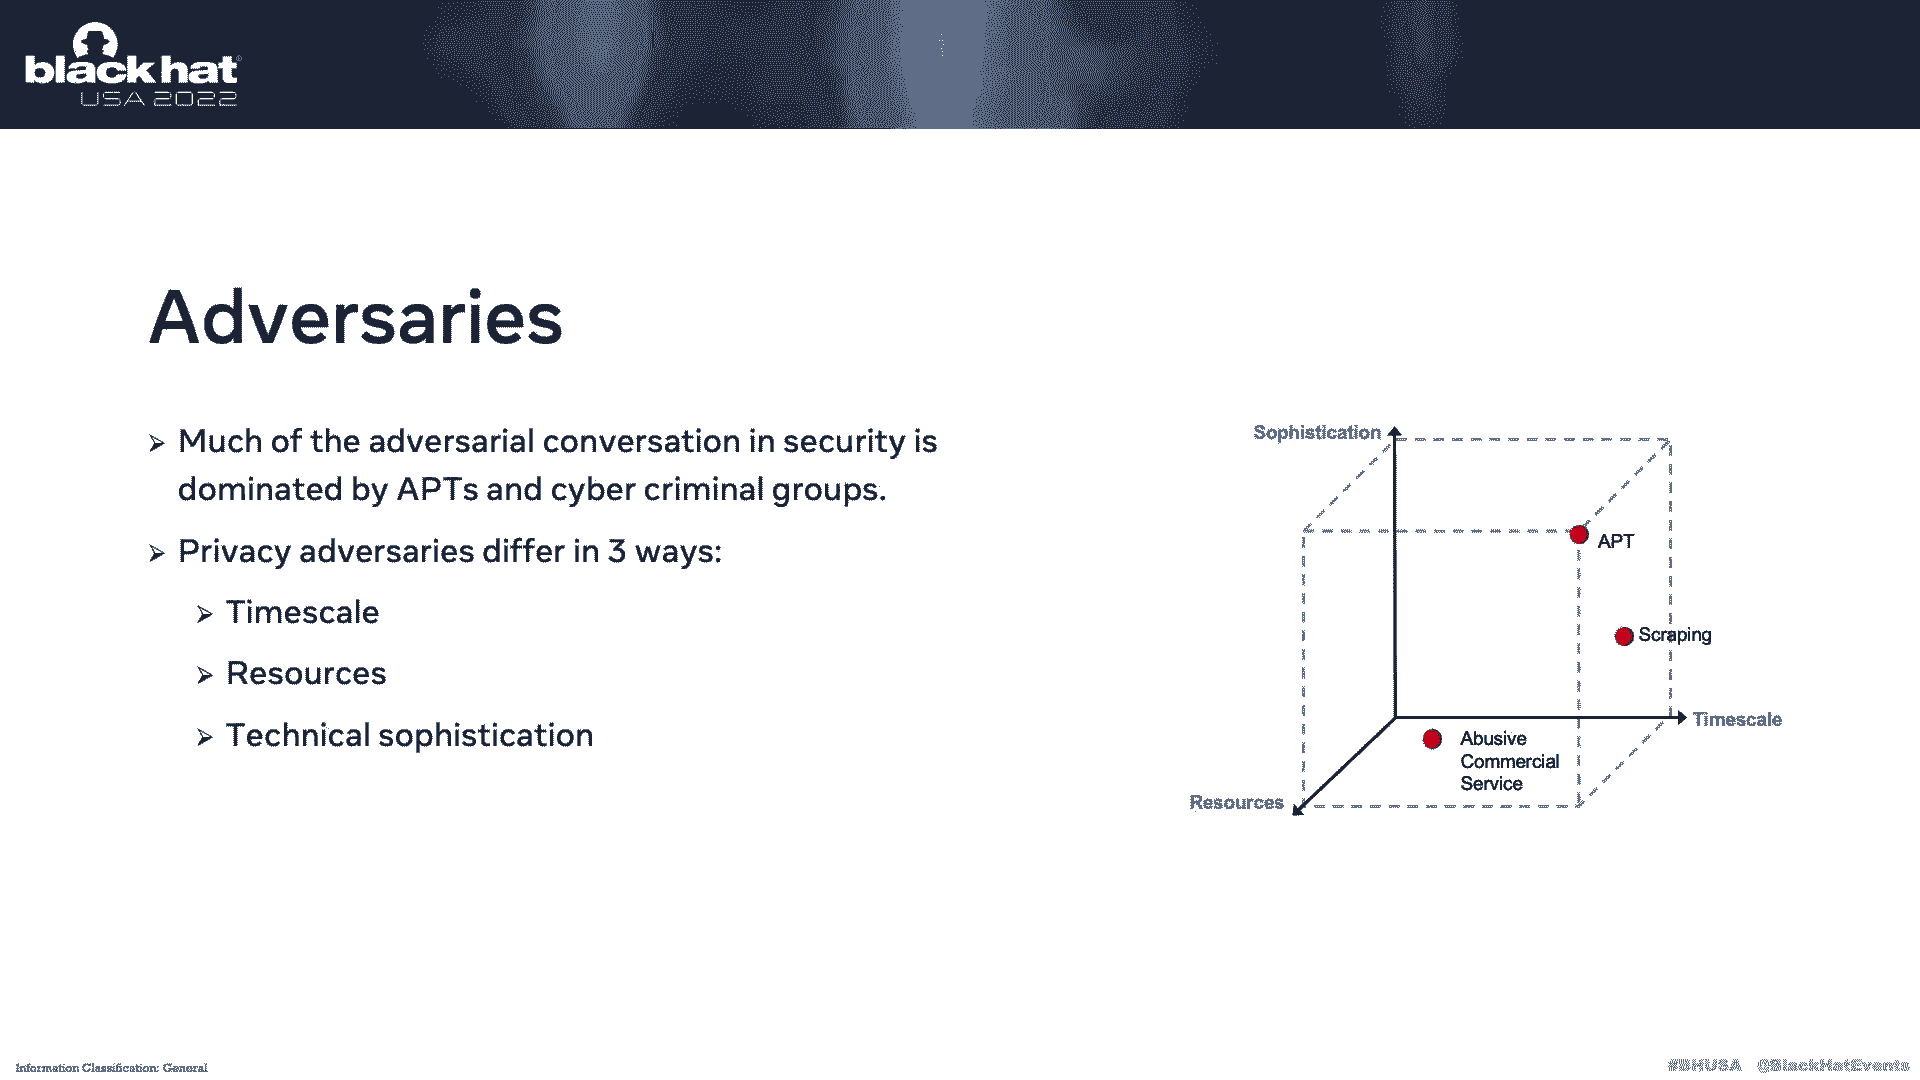 black hat
USA 2022
Adversaries
➢ Much of the adversarial conversation in security is
dominated by APTs and cyber criminal groups.
➢ Privacy adversaries differ in 3 ways:
➢ Timescale
➢ Resources
➢ Technical sophistication
Sophistication
APT
Scraping
Timescale
Abusive
Commercial
Service
Resources
Information Classification: General
#BHUSA @BlackHatEvents